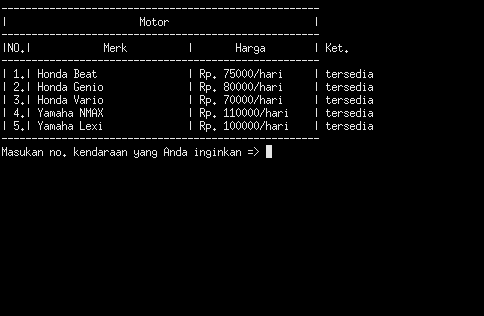 ------------------------------------------------
|                    Motor                      |
------------------------------------------------
|NO.|           Merk         |      Harga       | Ket.
------------------------------------------------
| 1.| Honda Beat             | Rp. 75000/hari   | tersedia
| 2.| Honda Genio            | Rp. 80000/hari   | tersedia
| 3.| Honda Vario            | Rp. 70000/hari   | tersedia
| 4.| Yamaha NMAX            | Rp. 110000/hari  | tersedia
| 5.| Yamaha Lexi            | Rp. 100000/hari  | tersedia
------------------------------------------------
Masukan no. kendaraan yang Anda inginkan =>